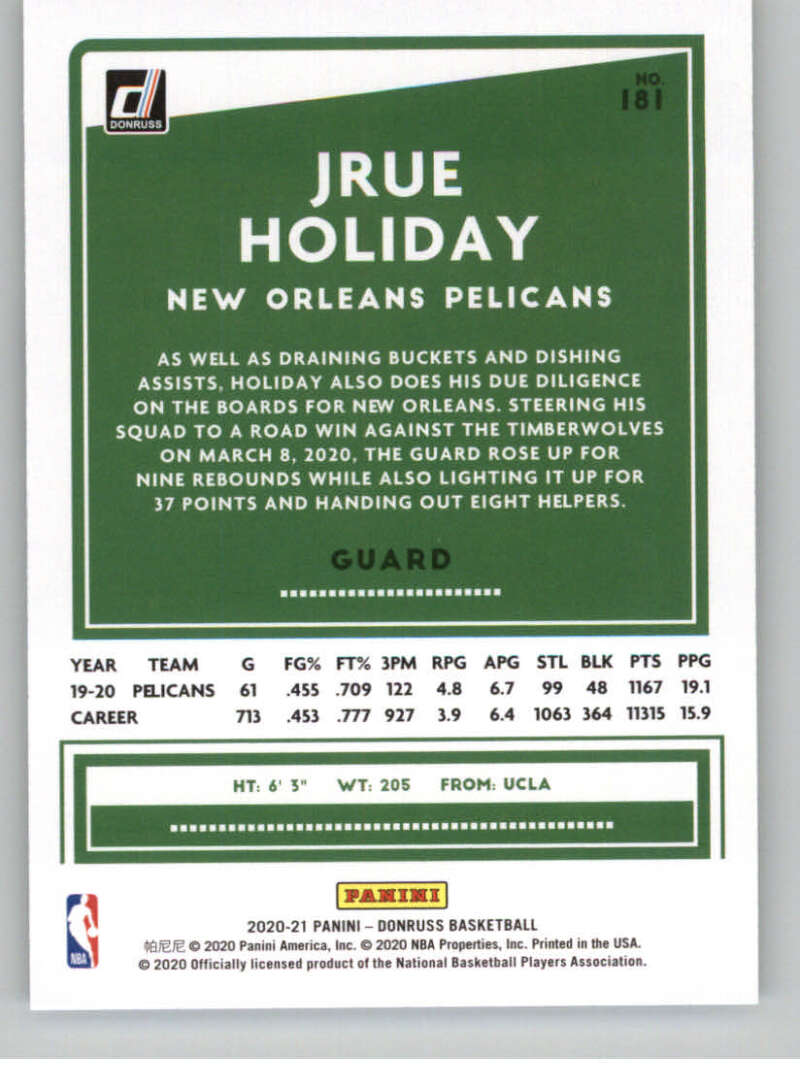 DONRUSS
NO.
181
JRUE
HOLIDAY
NEW ORLEANS PELICANS
AS WELL AS DRAINING BUCKETS AND DISHING
ASSISTS, HOLIDAY ALSO DOES HIS DUE DILIGENCE
ON THE BOARDS FOR NEW ORLEANS. STEERING HIS
SQUAD TO A ROAD WIN AGAINST THE TIMBERWOLVES
ON MARCH 8, 2020, THE GUARD ROSE UP FOR
NINE REBOUNDS WHILE ALSO LIGHTING IT UP FOR
37 POINTS AND HANDING OUT EIGHT HELPERS.
GUARD
YEAR TEAM G FG% FT% 3PM RPG APG STL BLK PTS PPG
19-20 PELICANS 61 .455 .709 122 4.8 6.7 99 48 1167 19.1
CAREER 713 .453 .777 927 3.9 6.4 1063 364 11315 15.9
HT: 6' 3" WT: 205 FROM: UCLA
PANINI
2020-21 PANINI – DONRUSS BASKETBALL
帕尼尼 © 2020 Panini America, Inc. © 2020 NBA Properties, Inc. Printed in the USA.
© 2020 Officially licensed product of the National Basketball Players Association.
NBA